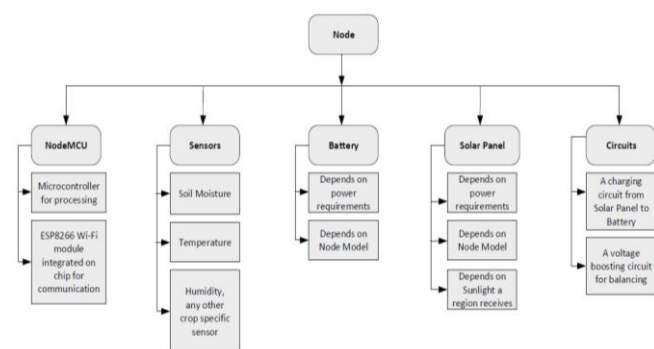 Node
NodeMCU
Microcontroller
for processing
ESP8266 Wi-Fi
module
integrated on
chip for
communication
Sensors
Soil Moisture
Temperature
Humidity,
any other
crop specific
sensor
Battery
Depends on
power
requirements
Depends on
Node Model
Solar Panel
Depends on
power
requirements
Depends on
Node Model
Depends on
Sunlight a
region receives
Circuits
A charging
circuit from
Solar Panel to
Battery
A voltage
boosting circuit
for balancing